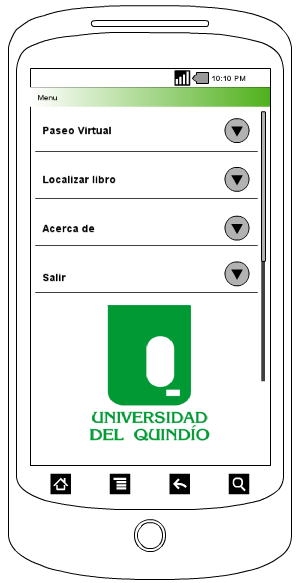 10:10 PM
Menu
Paseo Virtual
Localizar libro
Acerca de
Salir
UNIVERSIDAD
DEL QUINDÍO